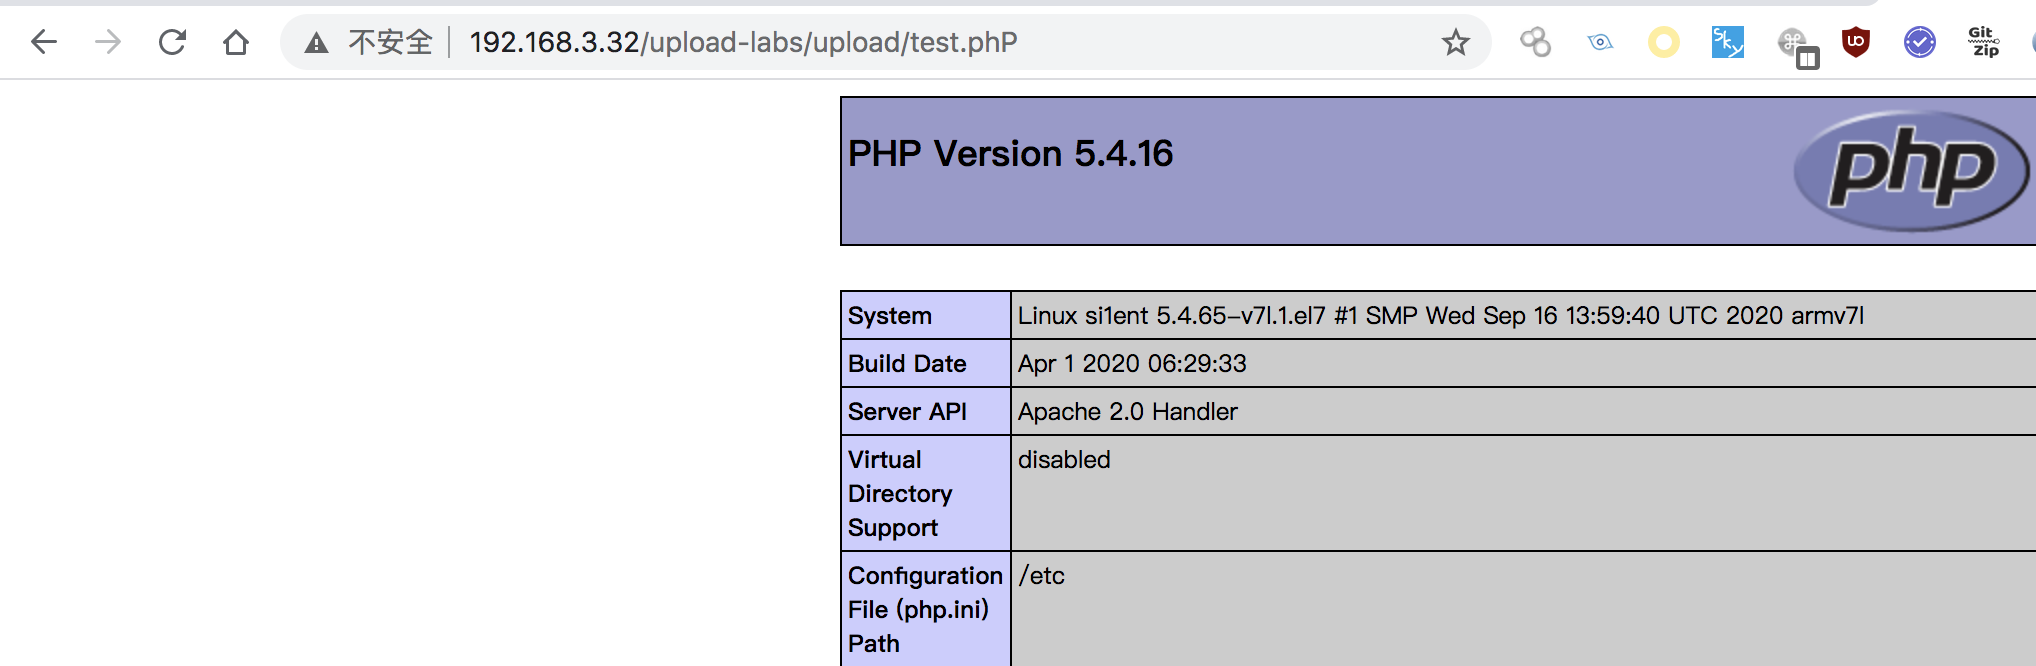 不安全 192.168.3.32/upload-labs/upload/test.phP
Sky
UO
Git
Zip
PHP Version 5.4.16
php
System Linux si1ent 5.4.65-v7l.1.el7 #1 SMP Wed Sep 16 13:59:40 UTC 2020 armv7l
Build Date Apr 1 2020 06:29:33
Server API Apache 2.0 Handler
Virtual disabled
Directory
Support
Configuration /etc
File (php.ini)
Path